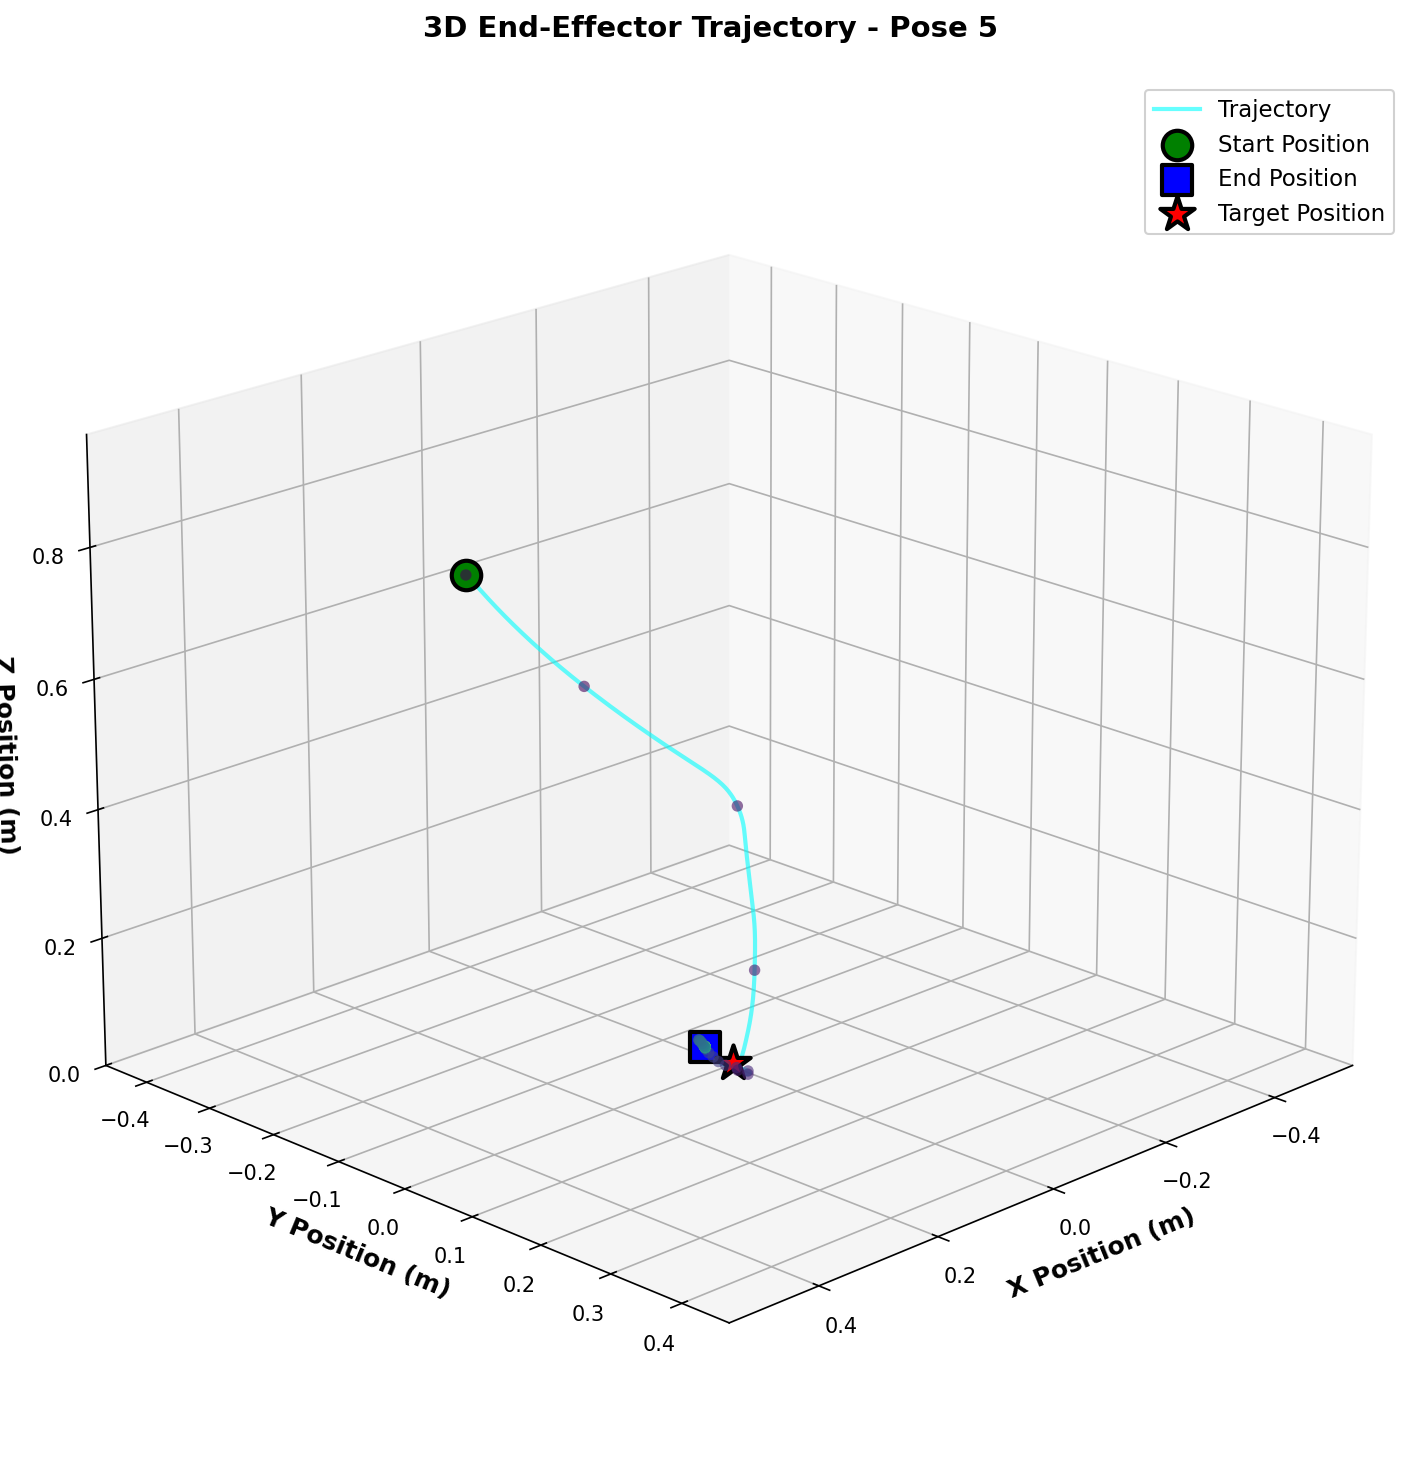 3D End-Effector Trajectory - Pose 5
Trajectory
Start Position
End Position
Target Position
0.8
0.6
0.4
0.2
0.0
Z Position (m)
−0.4
−0.3
−0.2
−0.1
0.0
0.1
0.2
0.3
0.4
Y Position (m)
−0.4
−0.2
0.0
0.2
0.4
X Position (m)